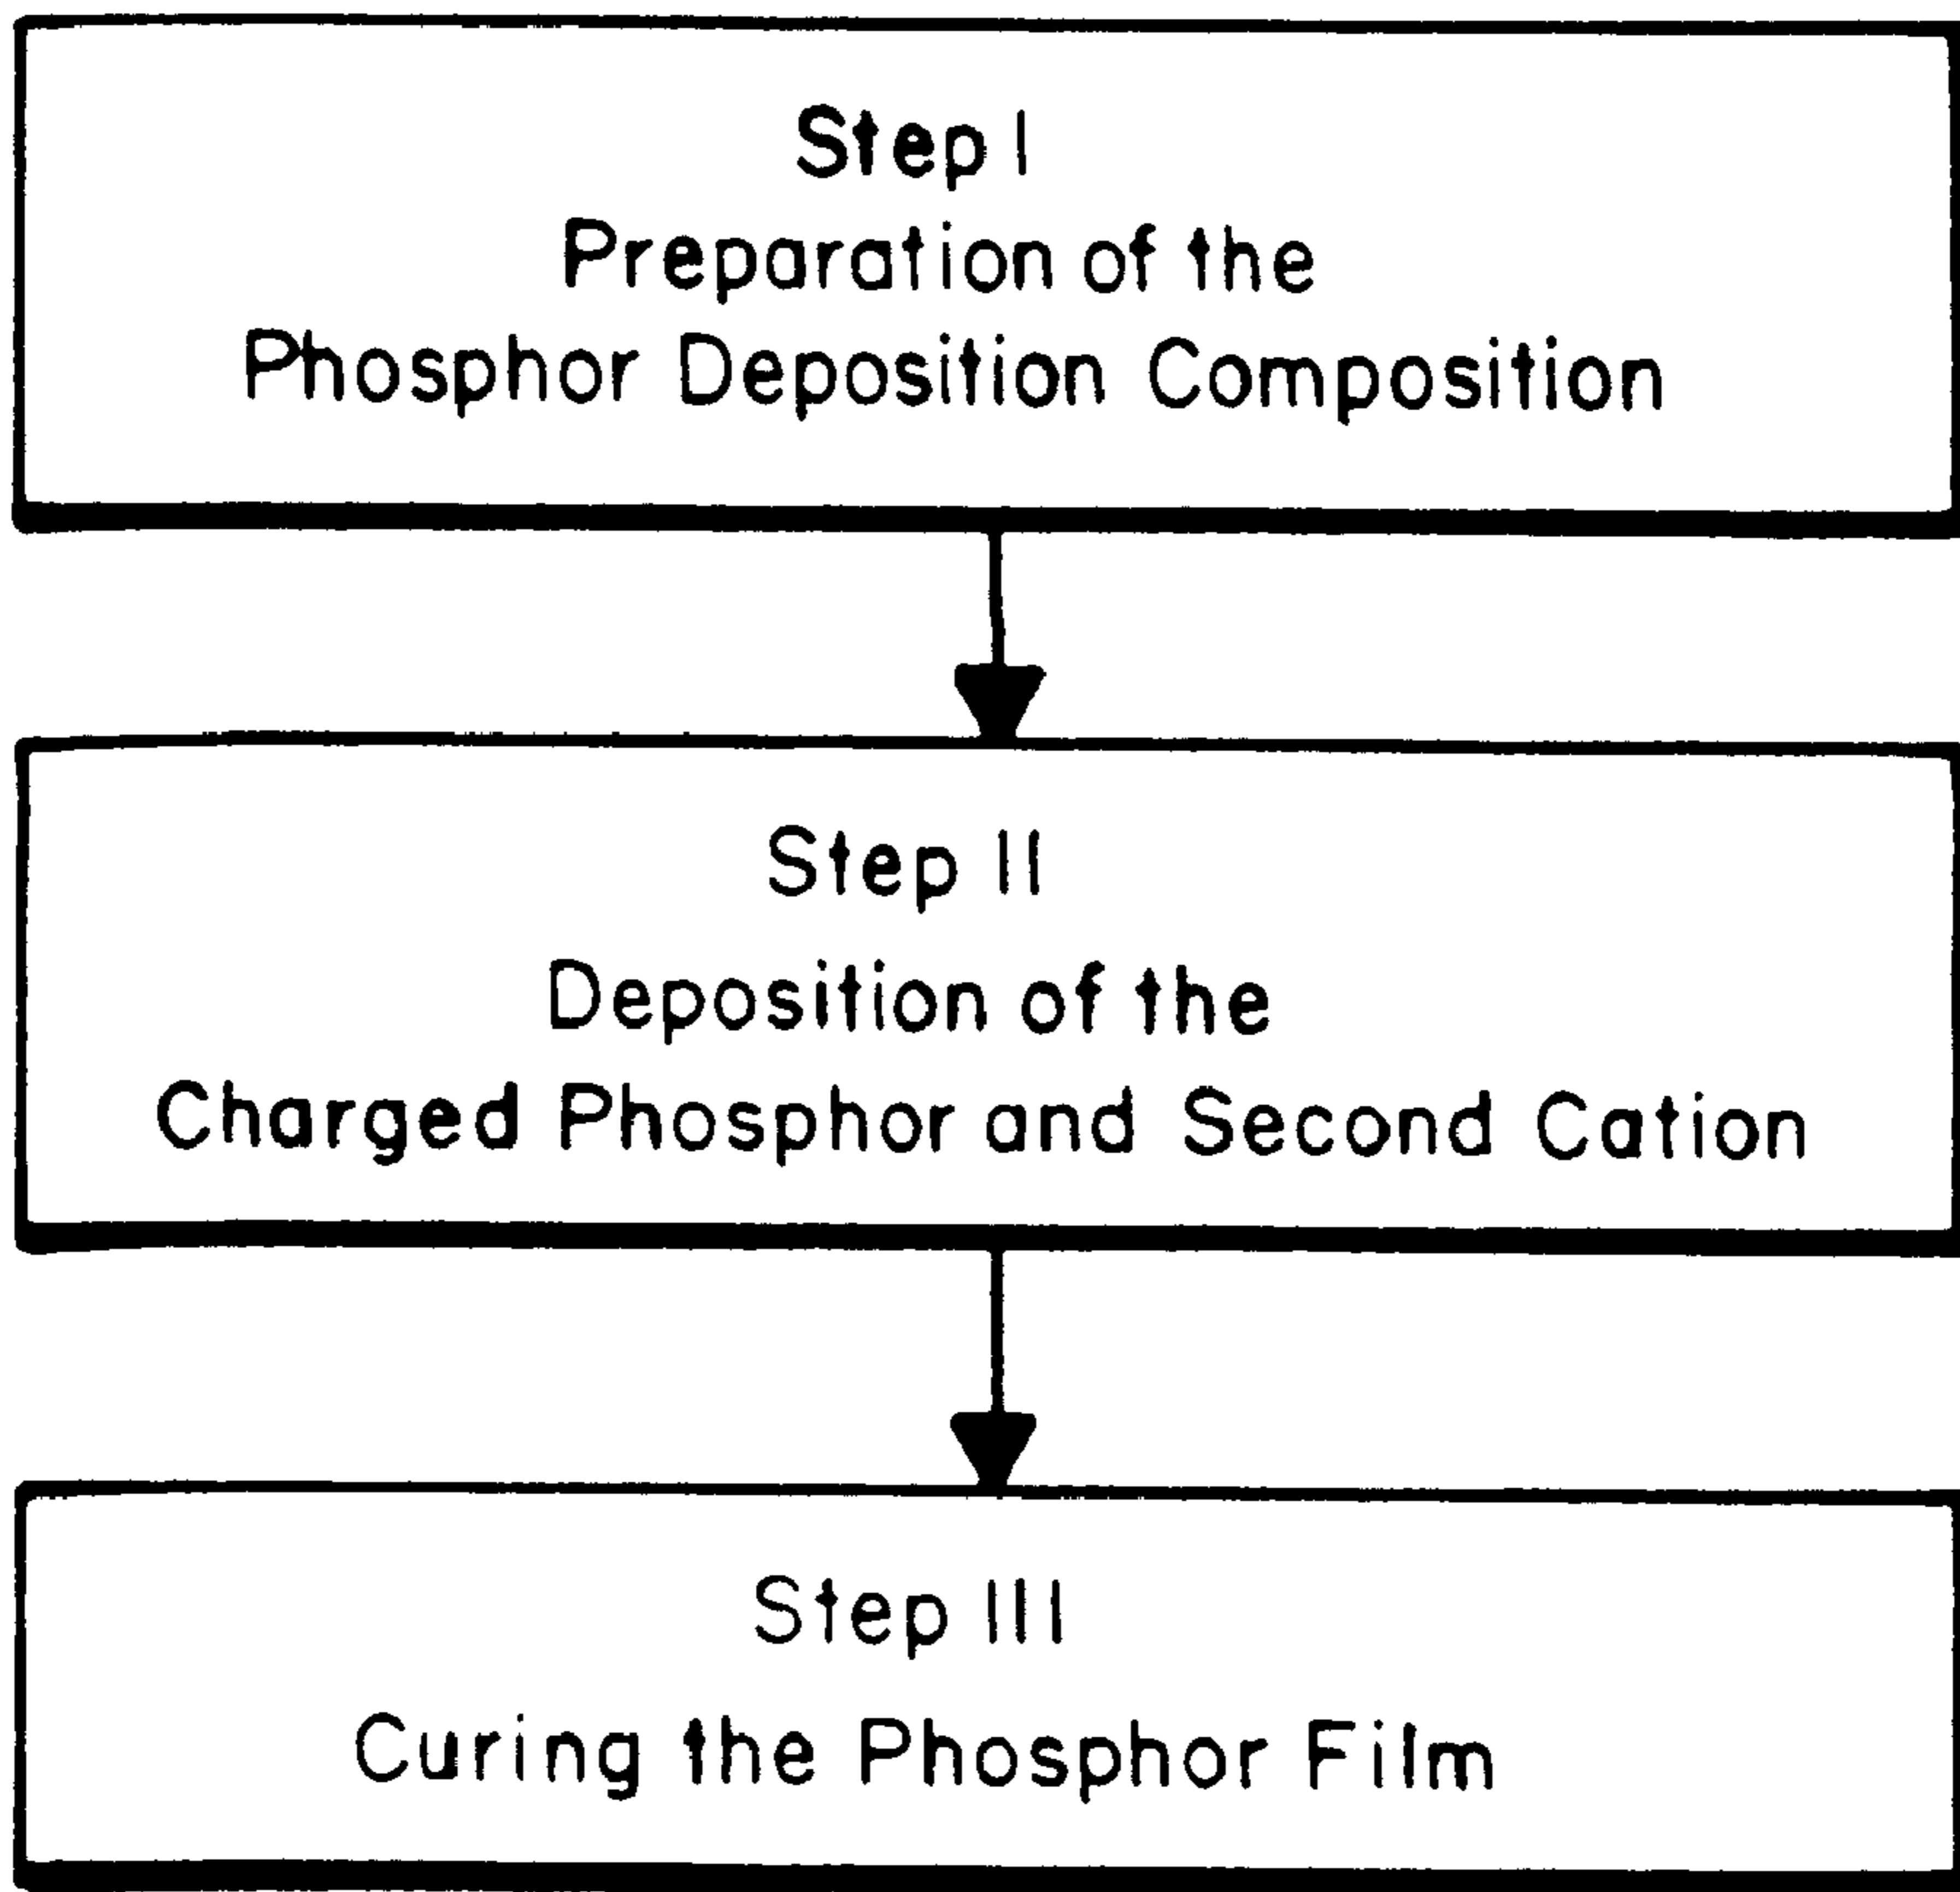 Step I
Preparation of the
Phosphor Deposition Composition
Step II
Deposition of the
Charged Phosphor and Second Cation
Step III
Curing the Phosphor Film